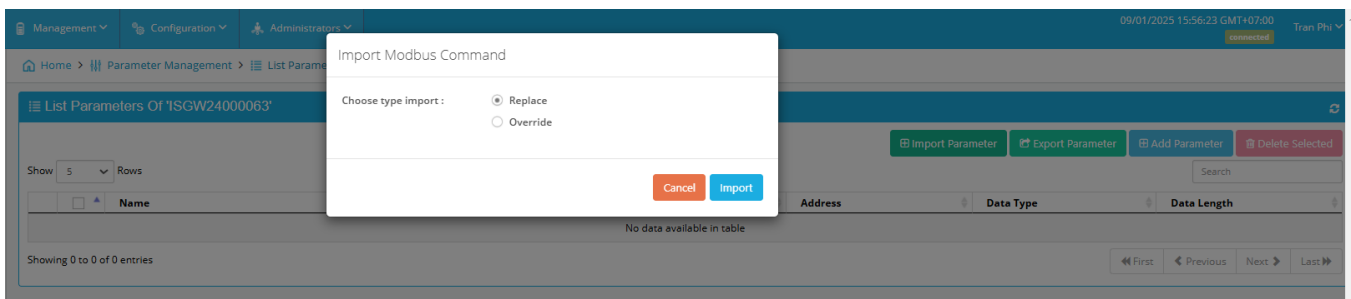 Management Configuration Administrators 09/01/2025 15:56:23 GMT+07:00 Tran Phi
connected
Home > Parameter Management > List Parame
Import Modbus Command
List Parameters Of 'ISGW24000063'
Choose type import : Replace
Override
Import Parameter Export Parameter Add Parameter Delete Selected
Show 5 Rows Search
Cancel Import
Name Address Data Type Data Length
No data available in table
Showing 0 to 0 of 0 entries First Previous Next Last